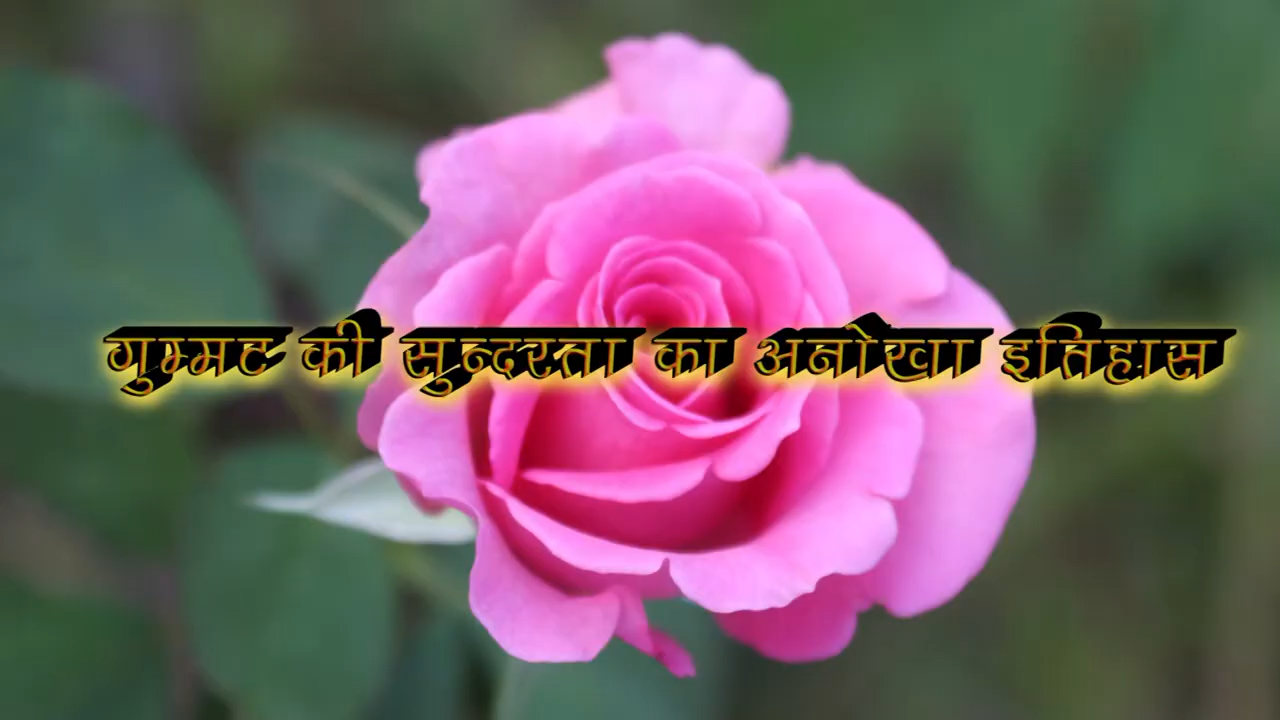 गुम्मट की सुन्दरता का अनोखा इतिहास